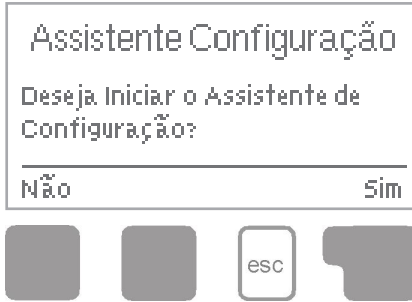 Assistente Configuração
Deseja Iniciar o Assistente de
Configuração?
Não Sim
esc